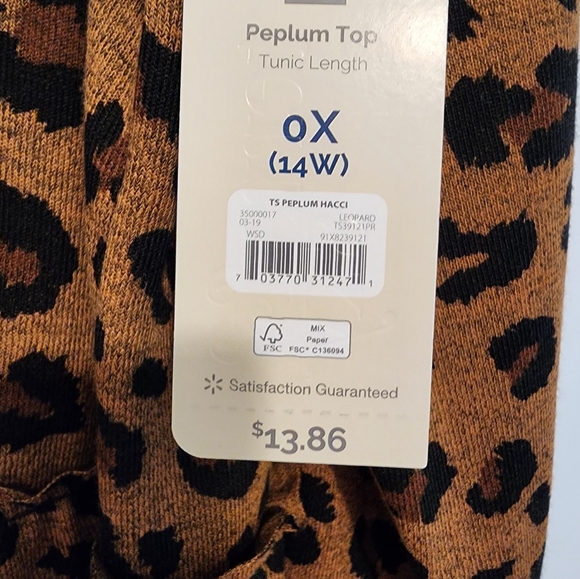 Peplum Top
Tunic Length
0X
(14W)
TS PEPLUM HACCI
35000017 LEOPARD
03-19 TS39121PR
WSD 91X8239121
7 03770 31247 1
FSC
MIX
Paper
FSC® C136094
Satisfaction Guaranteed
$13.86